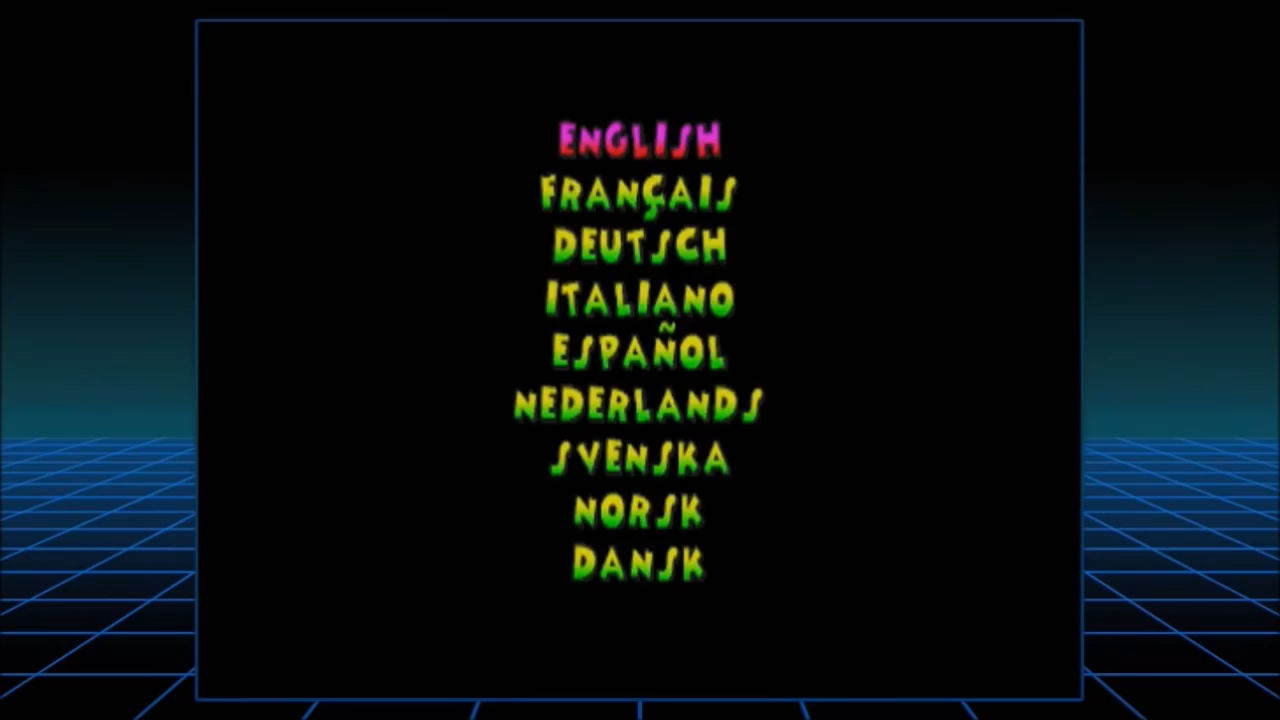 ENGLISH
FRANÇAIS
DEUTSCH
ITALIANO
ESPAÑOL
NEDERLANDS
SVENSKA
NORSK
DANSK